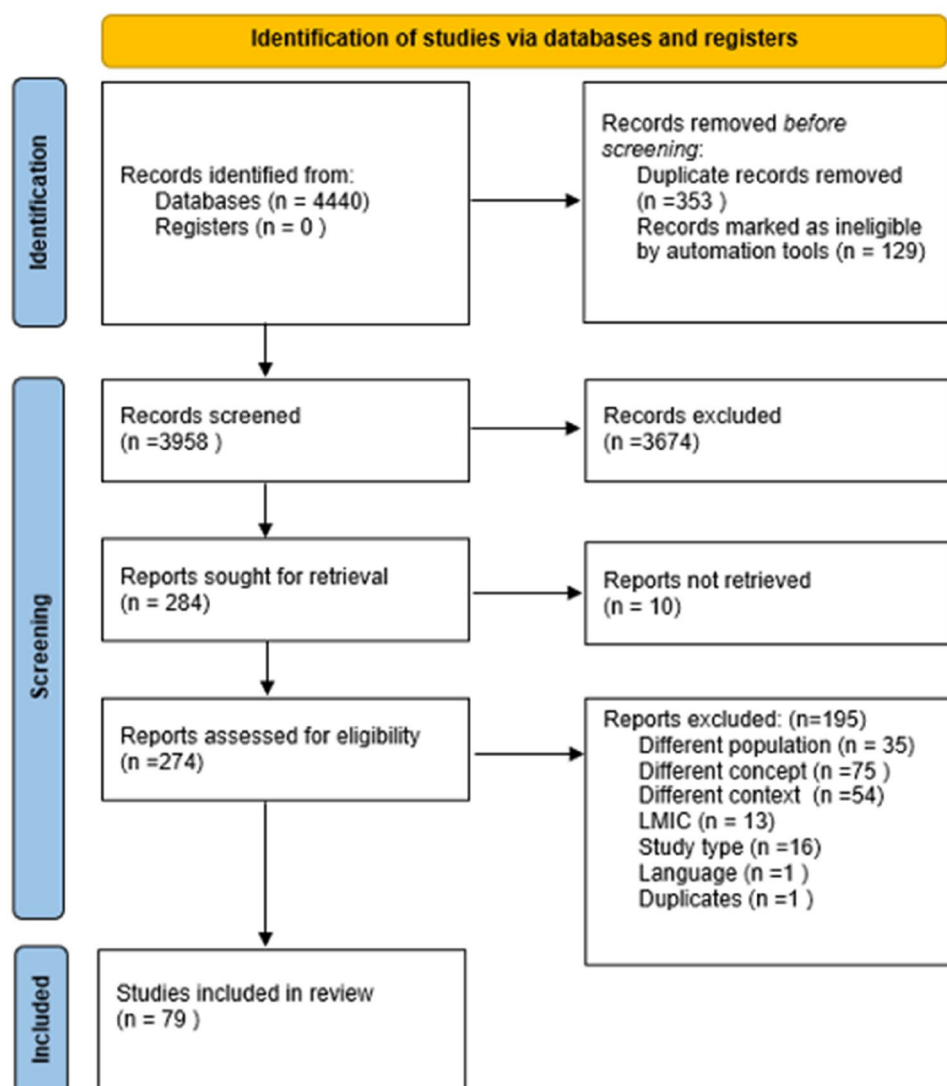 Identification of studies via databases and registers
Identification
Records identified from:
Databases (n = 4440)
Registers (n = 0 )
Records removed before
screening:
Duplicate records removed
(n =353 )
Records marked as ineligible
by automation tools (n = 129)
Screening
Records screened
(n =3958 )
Records excluded
(n =3674)
Reports sought for retrieval
(n = 284)
Reports not retrieved
(n = 10)
Reports assessed for eligibility
(n =274)
Reports excluded: (n=195)
Different population (n = 35)
Different concept (n =75 )
Different context  (n =54)
LMIC (n = 13)
Study type (n =16)
Language (n =1 )
Duplicates (n =1 )
Included
Studies included in review
(n = 79 )